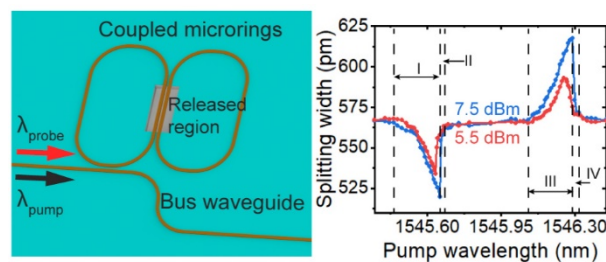 Coupled microrings
Released
region
λprobe
λpump
Bus waveguide
Splitting width (pm)
625
600
575
550
525
I
II
7.5 dBm
5.5 dBm
III
IV
1545.60 1545.95 1546.30
Pump wavelength (nm)